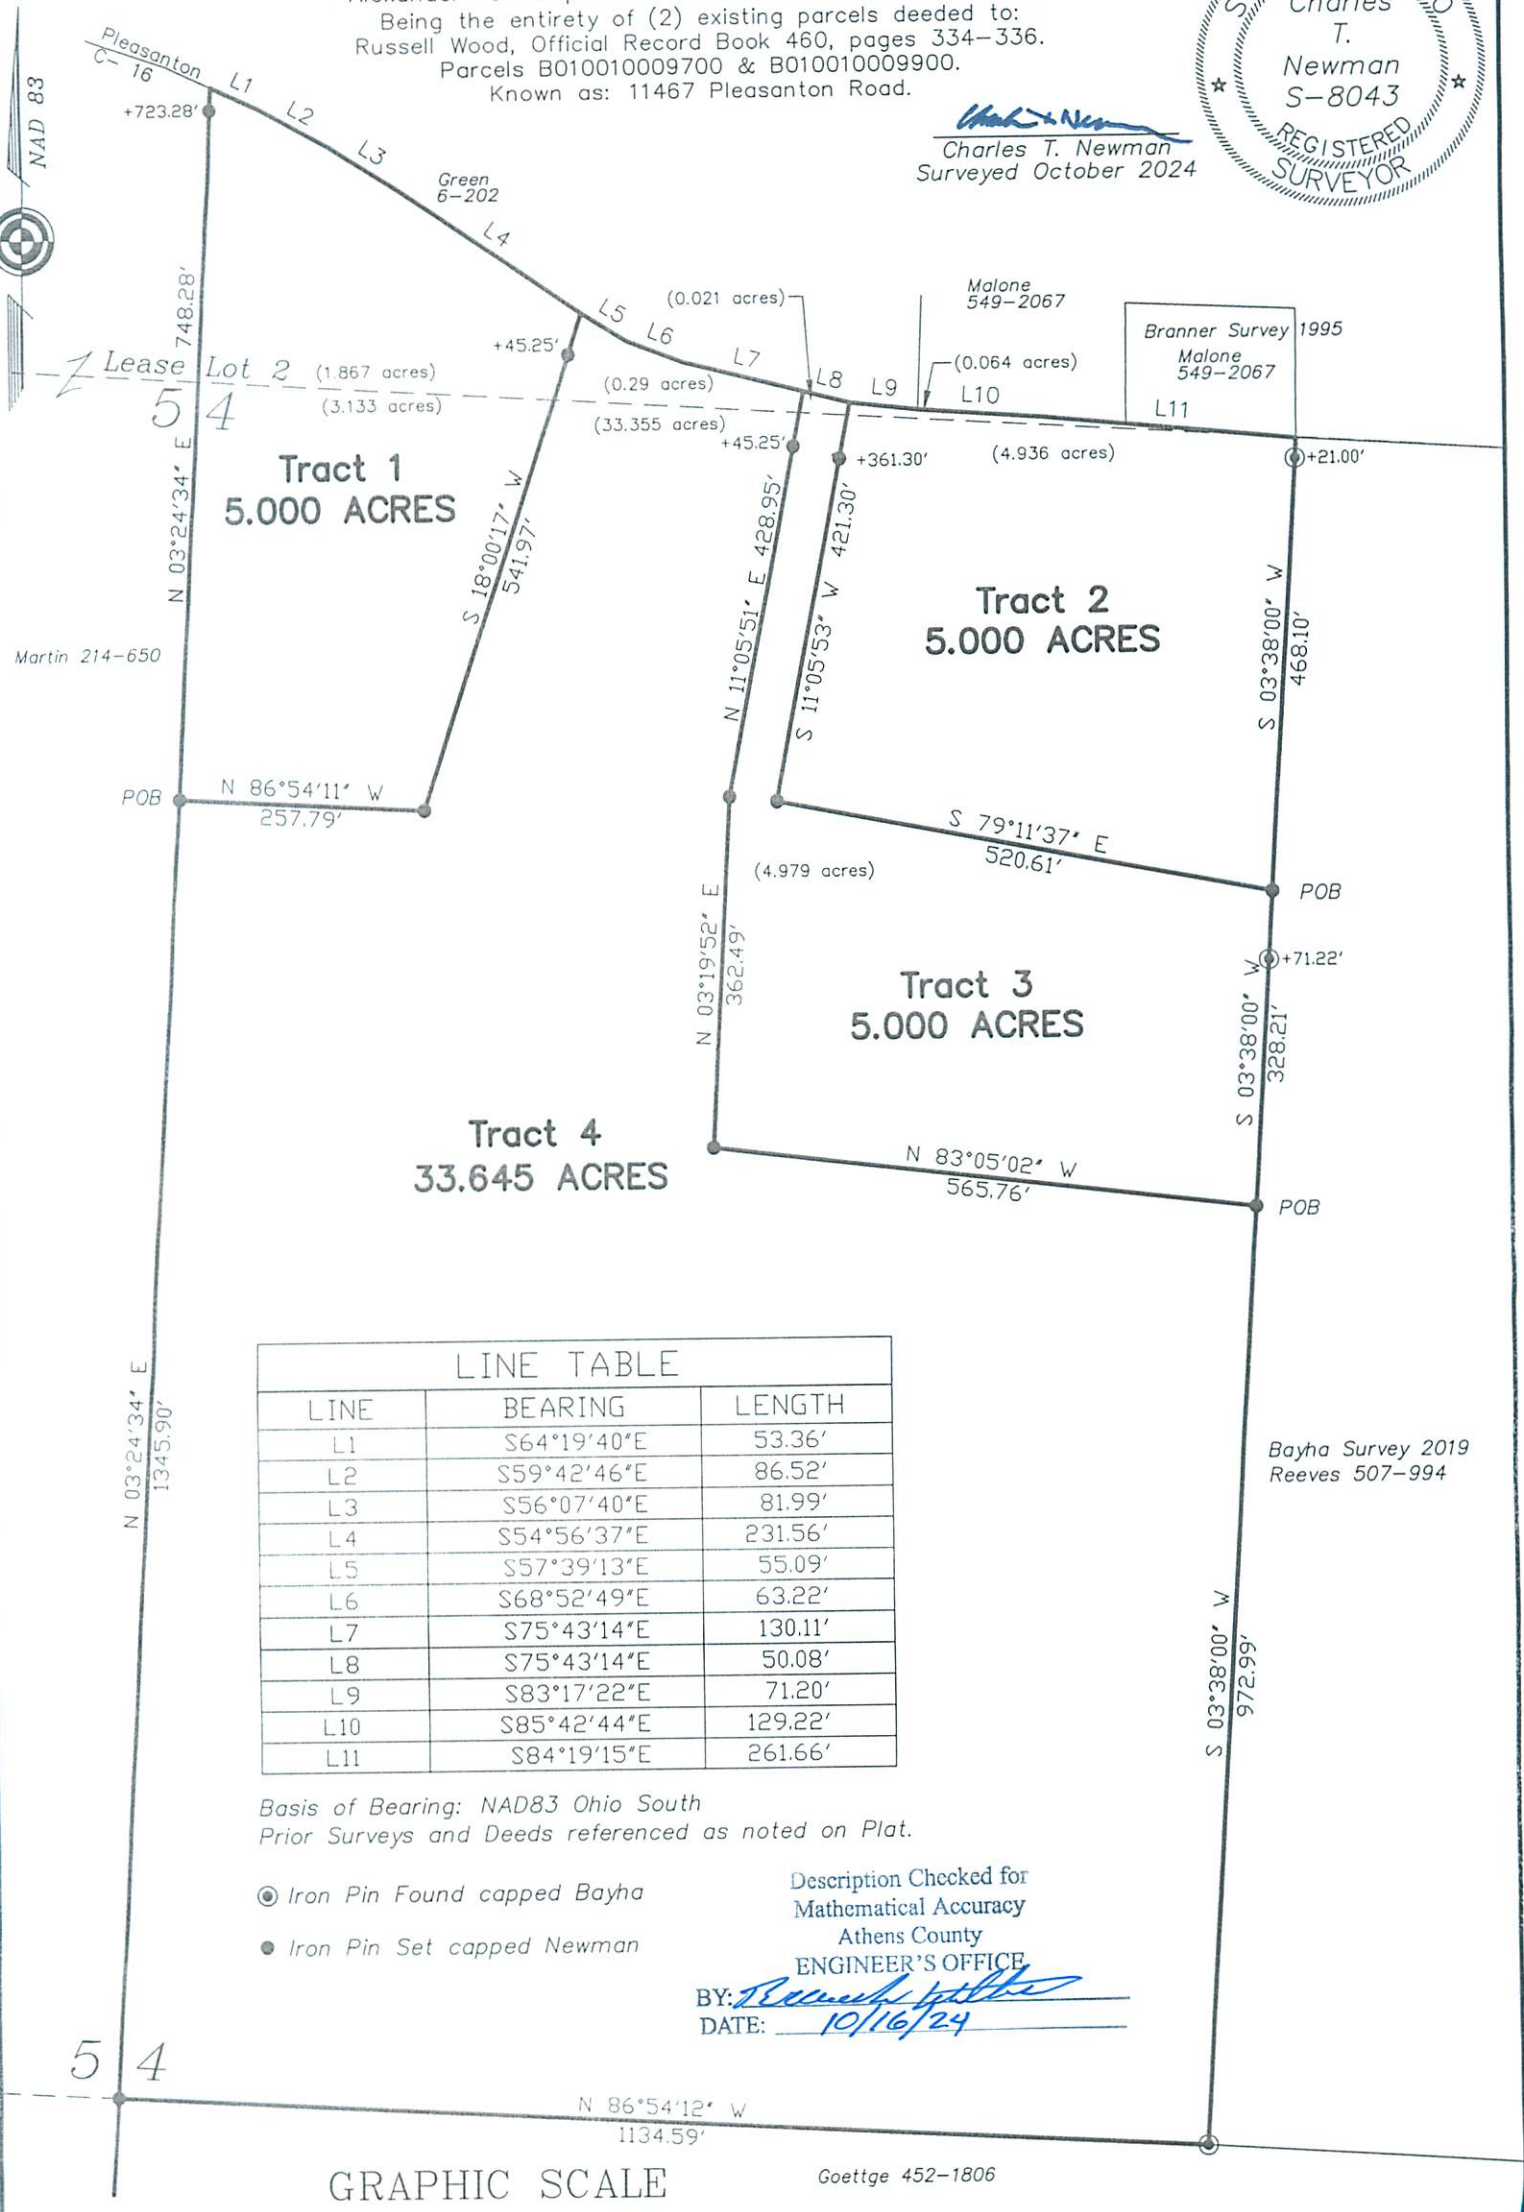 Being the entirety of (2) existing parcels deeded to:
Russell Wood, Official Record Book 460, pages 334-336.
Parcels B010010009700 & B010010009900.
Known as: 11467 Pleasanton Road.
Charles
T.
Newman
S-8043
REGISTERED
SURVEYOR
Charles T. Newman
Surveyed October 2024
NAD 83
Pleasanton
C- 16
+723.28'
L1
L2
L3
Green
6-202
L4
L5
L6
L7
L8
L9
L10
L11
(0.021 acres)
Malone
549-2067
Branner Survey 1995
Malone
549-2067
(0.064 acres)
748.28'
N 03°24'34" E
Lease Lot 2
(1.867 acres)
(3.133 acres)
5 4
+45.25'
(0.29 acres)
(33.355 acres)
+45.25'
+361.30'
(4.936 acres)
+21.00'
Tract 1
5.000 ACRES
S 18°00'17" W
541.97'
N 11°05'51" E 428.95'
S 11°05'53" W 421.30'
Tract 2
5.000 ACRES
S 03°38'00" W
468.10'
Martin 214-650
POB
N 86°54'11" W
257.79'
S 79°11'37" E
520.61'
POB
(4.979 acres)
N 03°19'52" E
362.49'
+71.22'
Tract 3
5.000 ACRES
S 03°38'00" W
328.21'
Tract 4
33.645 ACRES
N 83°05'02" W
565.76'
POB
N 03°24'34" E
1345.90'
LINE TABLE
LINE BEARING LENGTH
L1 S64°19'40"E 53.36'
L2 S59°42'46"E 86.52'
L3 S56°07'40"E 81.99'
L4 S54°56'37"E 231.56'
L5 S57°39'13"E 55.09'
L6 S68°52'49"E 63.22'
L7 S75°43'14"E 130.11'
L8 S75°43'14"E 50.08'
L9 S83°17'22"E 71.20'
L10 S85°42'44"E 129.22'
L11 S84°19'15"E 261.66'
Bayha Survey 2019
Reeves 507-994
S 03°38'00" W
972.99'
Basis of Bearing: NAD83 Ohio South
Prior Surveys and Deeds referenced as noted on Plat.
Iron Pin Found capped Bayha
Iron Pin Set capped Newman
Description Checked for
Mathematical Accuracy
Athens County
ENGINEER'S OFFICE
BY:
DATE: 10/16/24
5 4
N 86°54'12" W
1134.59'
GRAPHIC SCALE
Goettge 452-1806